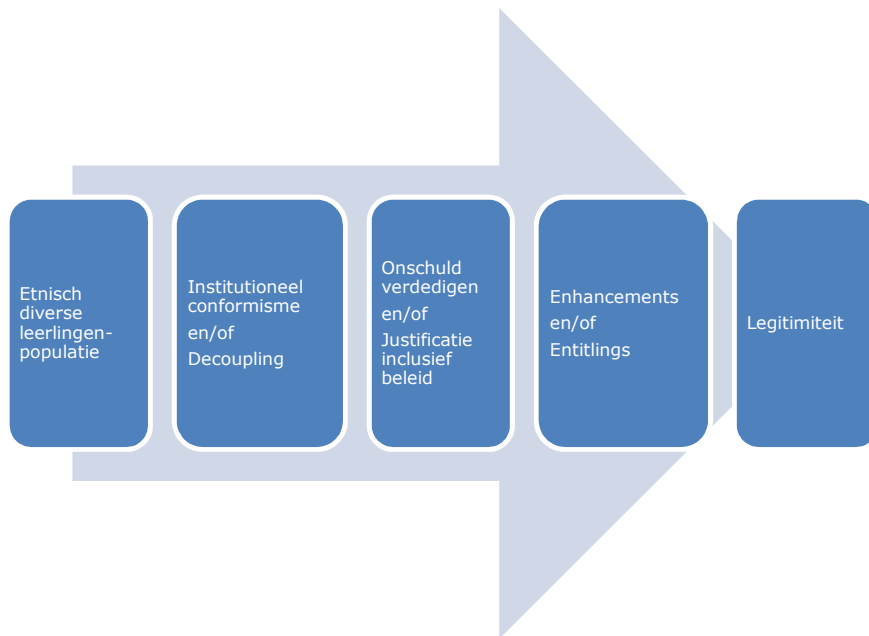 Etnisch
diverse
leerlingen-
populatie
Institutioneel
conformisme
en/of
Decoupling
Onschuld
verdedigen
en/of
Justificatie
inclusief
beleid
Enhancements
en/of
Entitlings
Legitimiteit